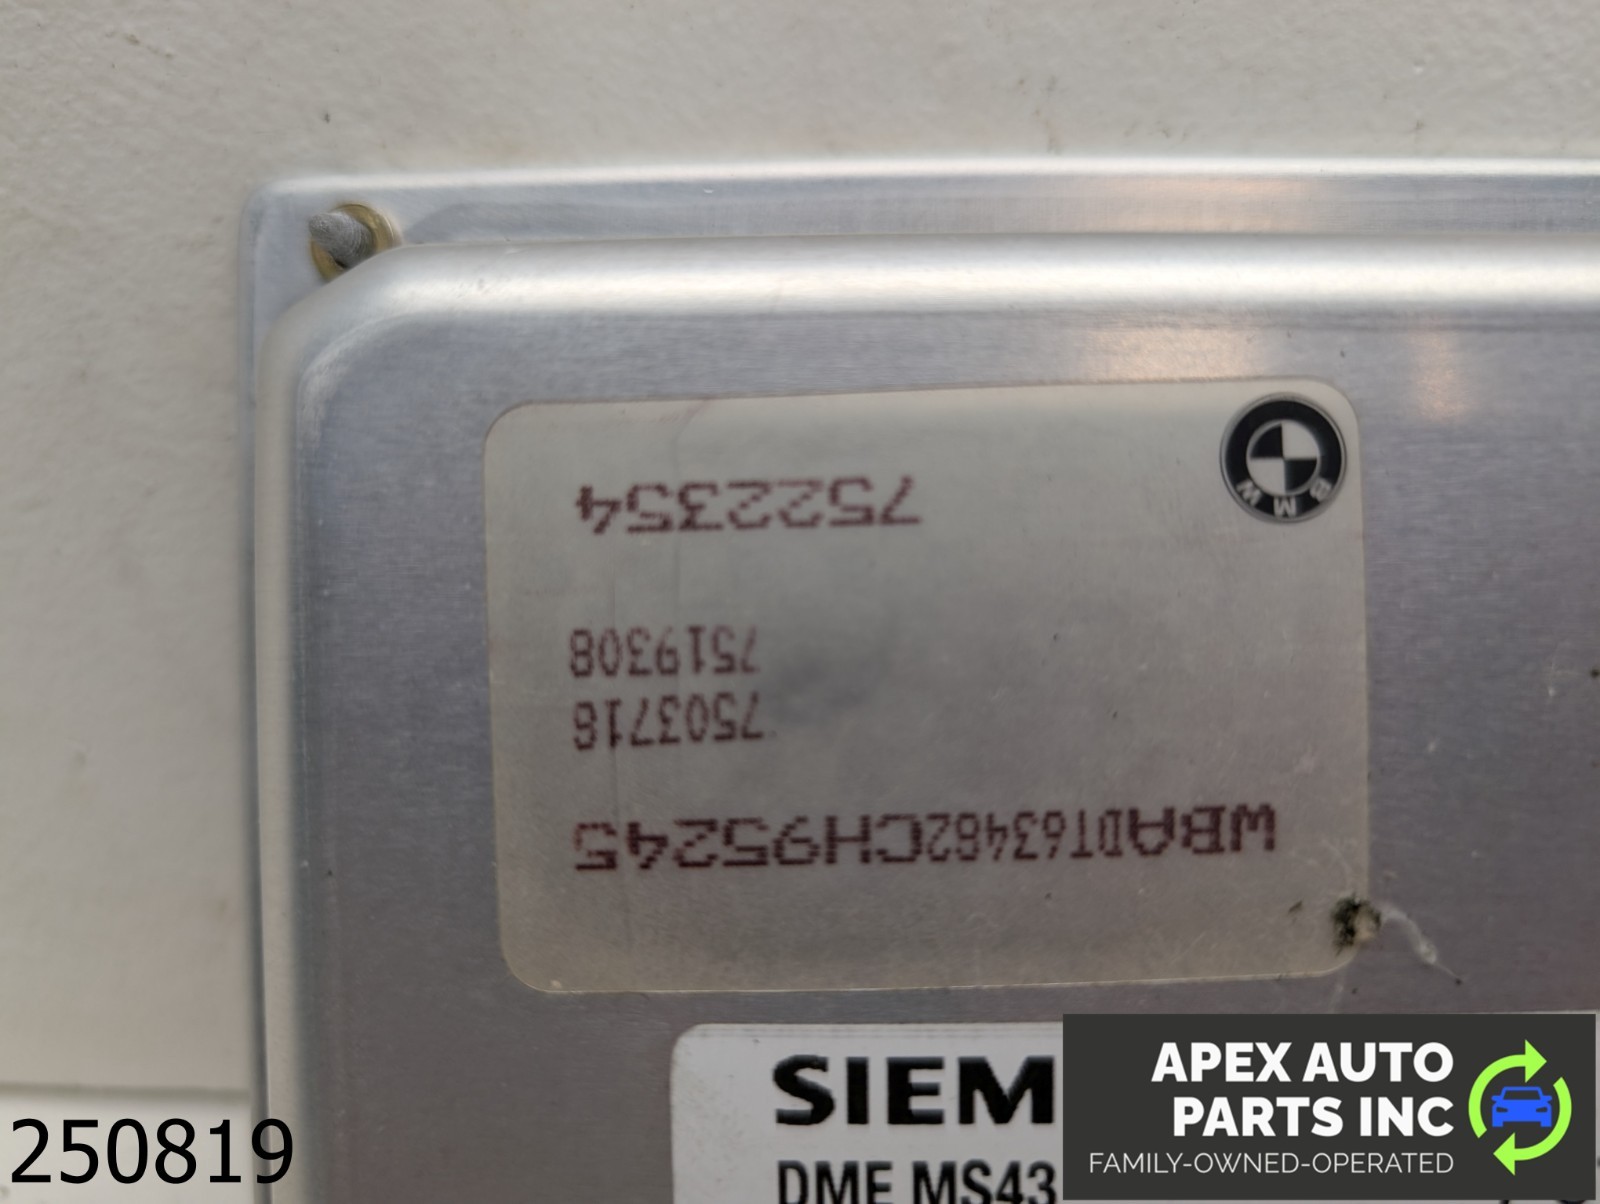 BMW
WBADT63482CH95245
7503718
7519308
7522354
SIEM
DME MS43
250819
APEX AUTO
PARTS INC
FAMILY-OWNED-OPERATED